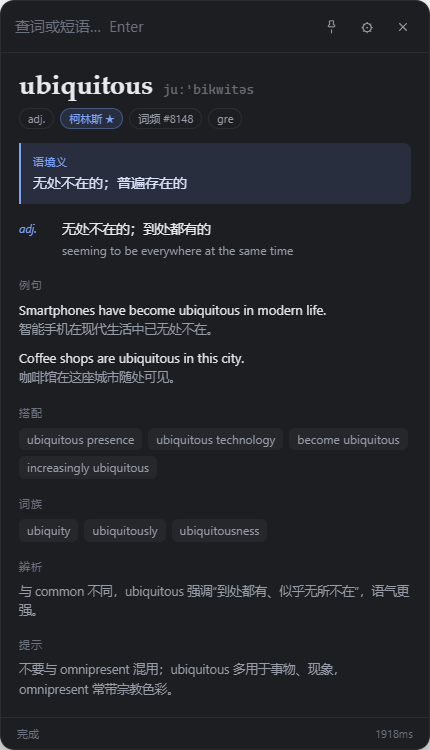 查词或短语... Enter
ubiquitous ju:'bikwitәs
adj. 柯林斯 ★ 词频 #8148 gre
语境义
无处不在的；普遍存在的
adj. 无处不在的；到处都有的
seeming to be everywhere at the same time
例句
Smartphones have become ubiquitous in modern life.
智能手机在现代生活中已无处不在。
Coffee shops are ubiquitous in this city.
咖啡馆在这座城市随处可见。
搭配
ubiquitous presence ubiquitous technology become ubiquitous
increasingly ubiquitous
词族
ubiquity ubiquitously ubiquitousness
辨析
与 common 不同，ubiquitous 强调“到处都有、似乎无所不在”，语气更
强。
提示
不要与 omnipresent 混用；ubiquitous 多用于事物、现象，
omnipresent 常带宗教色彩。
完成 1918ms